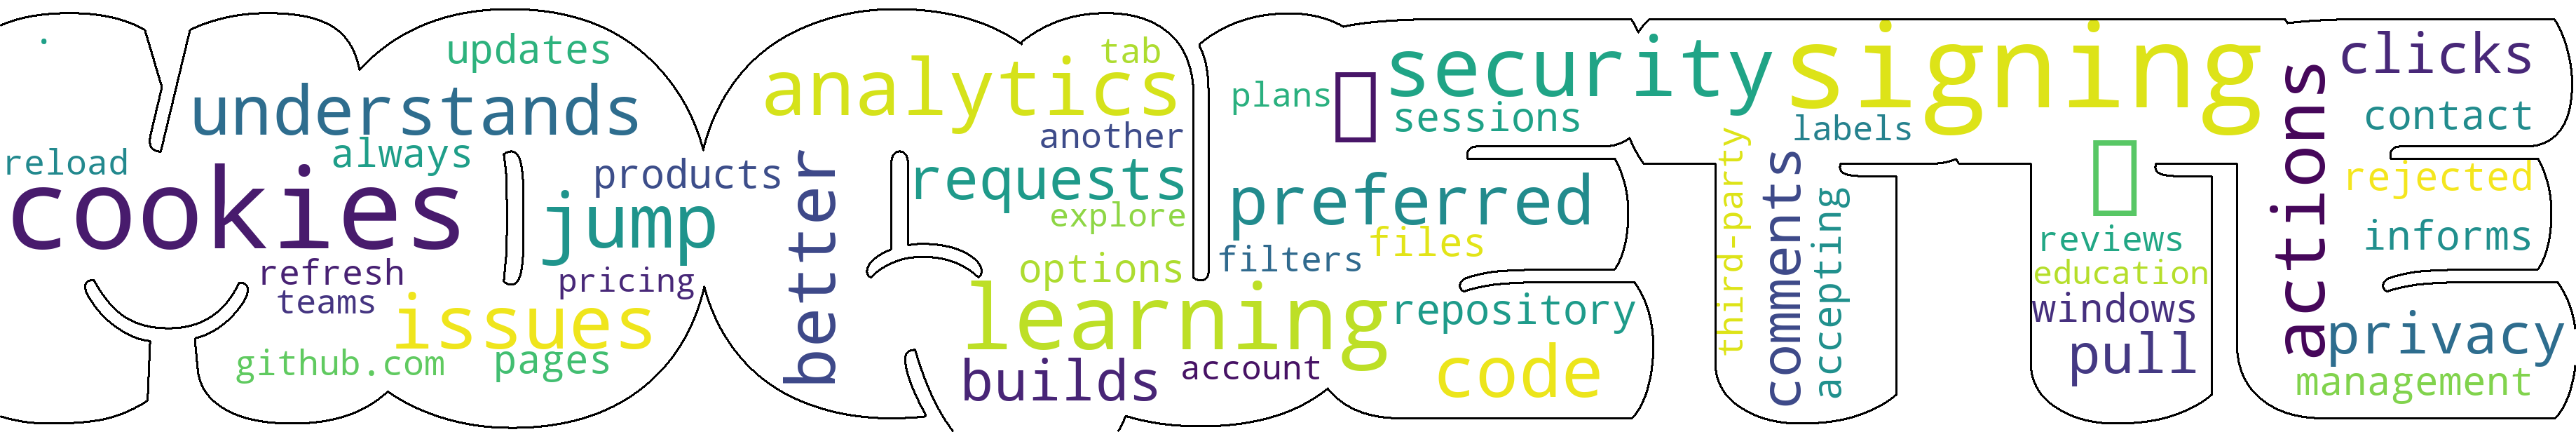 updates
understands
always
reload
cookies
products
jump
refresh
teams
pricing
issues
github.com
pages
better
analytics
tab
another
requests
explore
options
learning
builds
account
plans
security
sessions
preferred
filters
files
repository
code
signing
labels
third-party
comments
accepting
reviews
education
windows
pull
actions
clicks
contact
rejected
informs
privacy
management